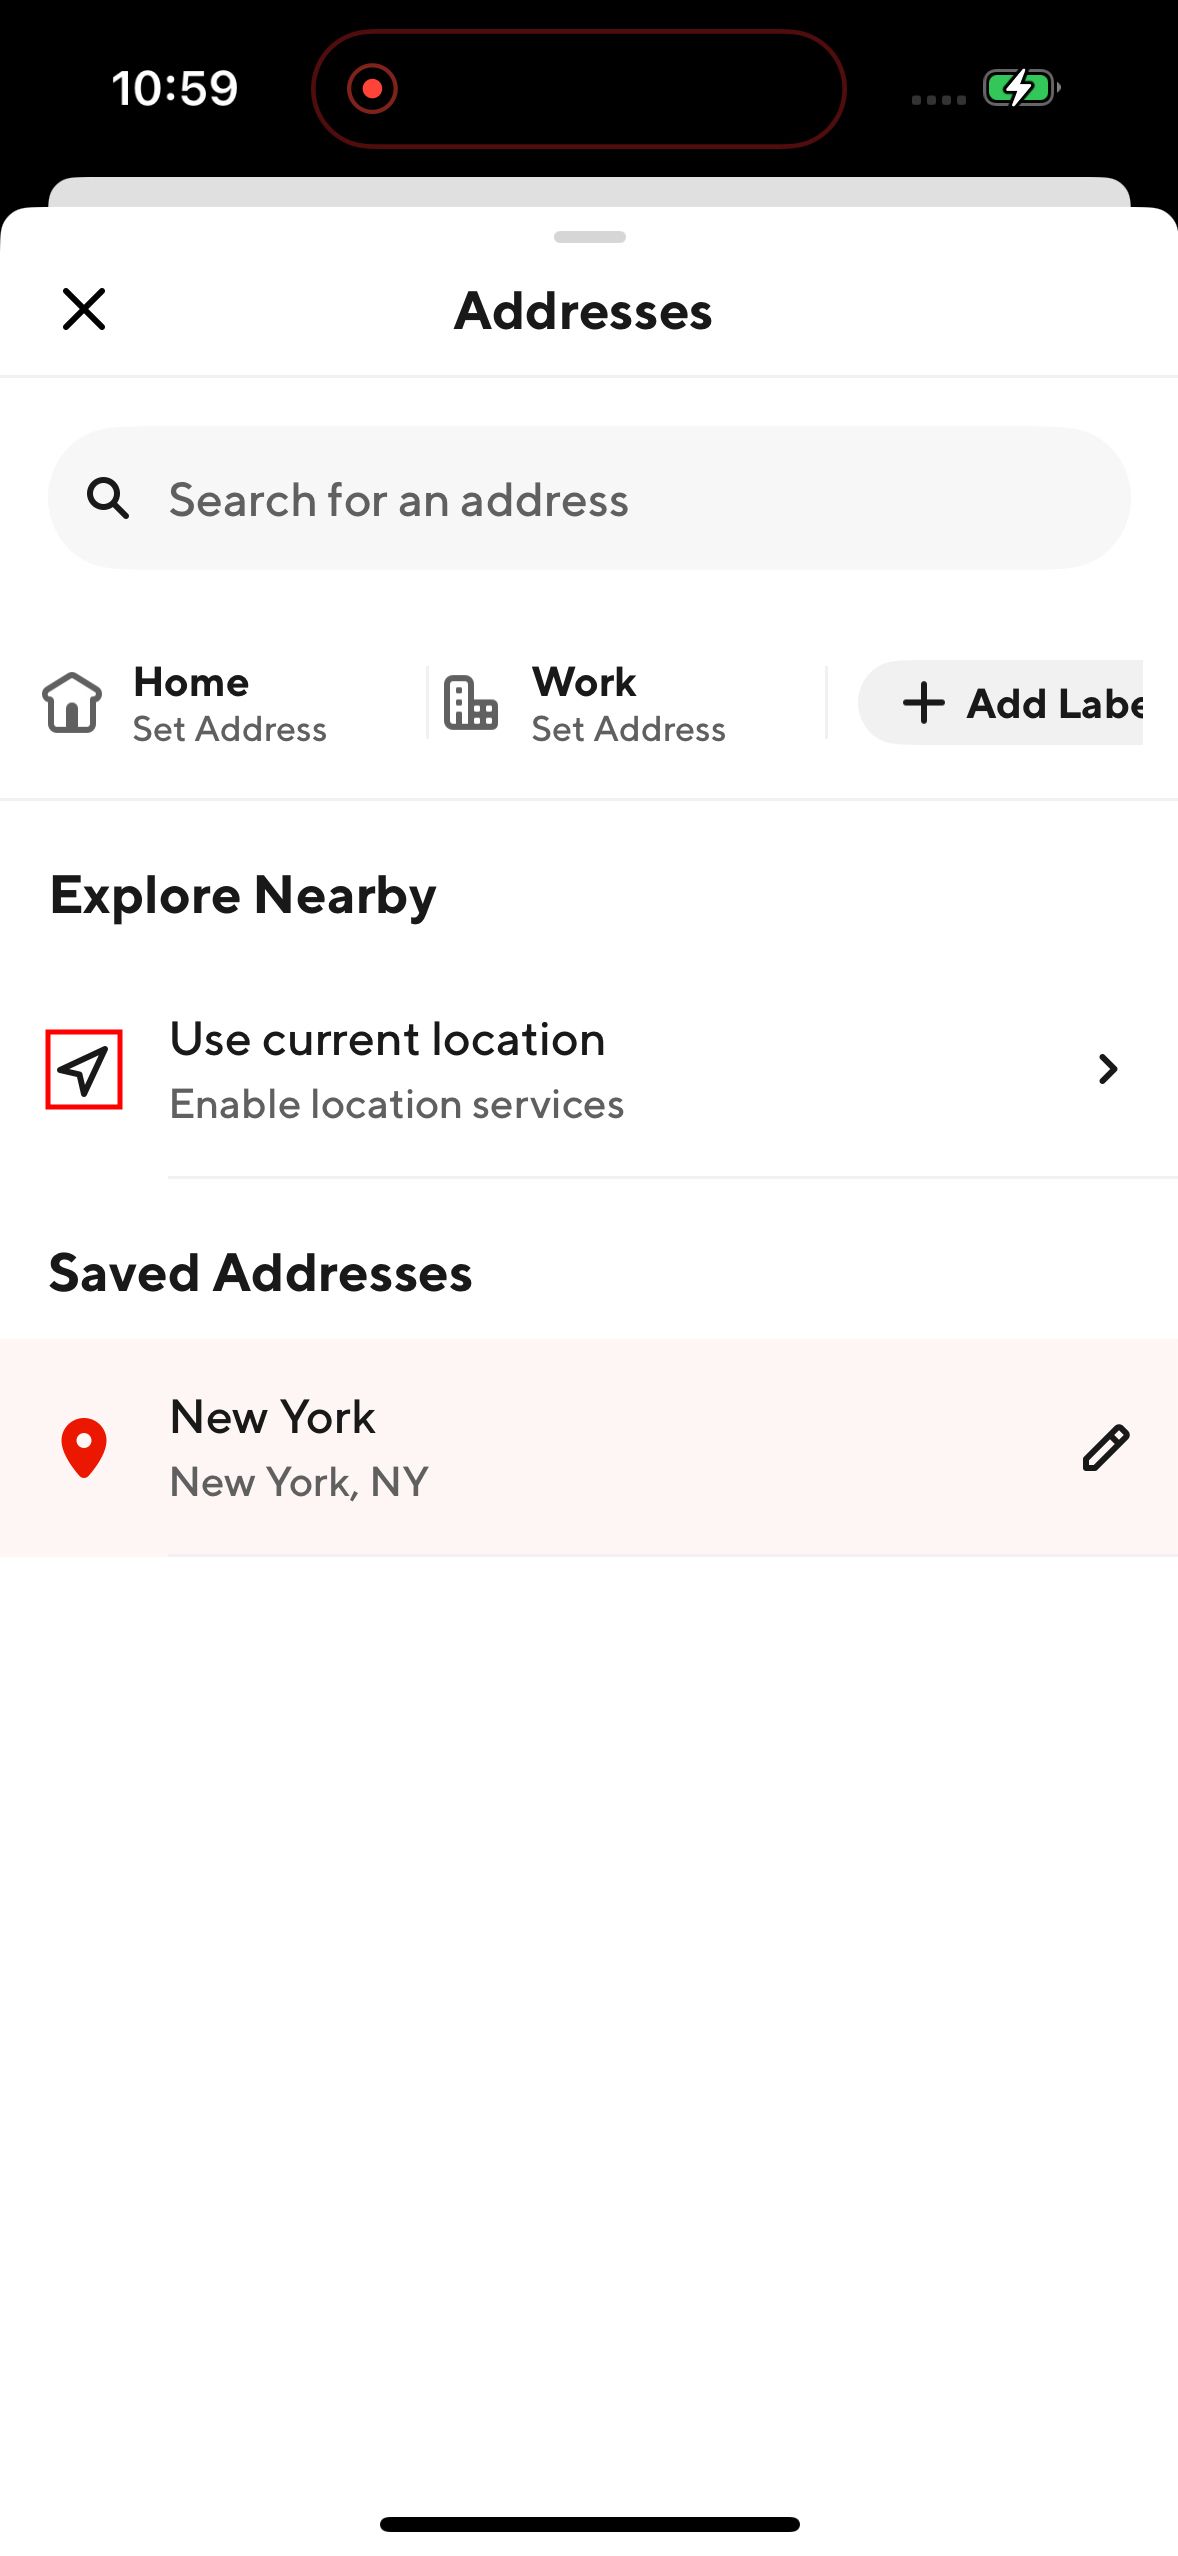 10:59
Addresses
Search for an address
Home
Set Address
Work
Set Address
Add Labe
Explore Nearby
Use current location
Enable location services
Saved Addresses
New York
New York, NY